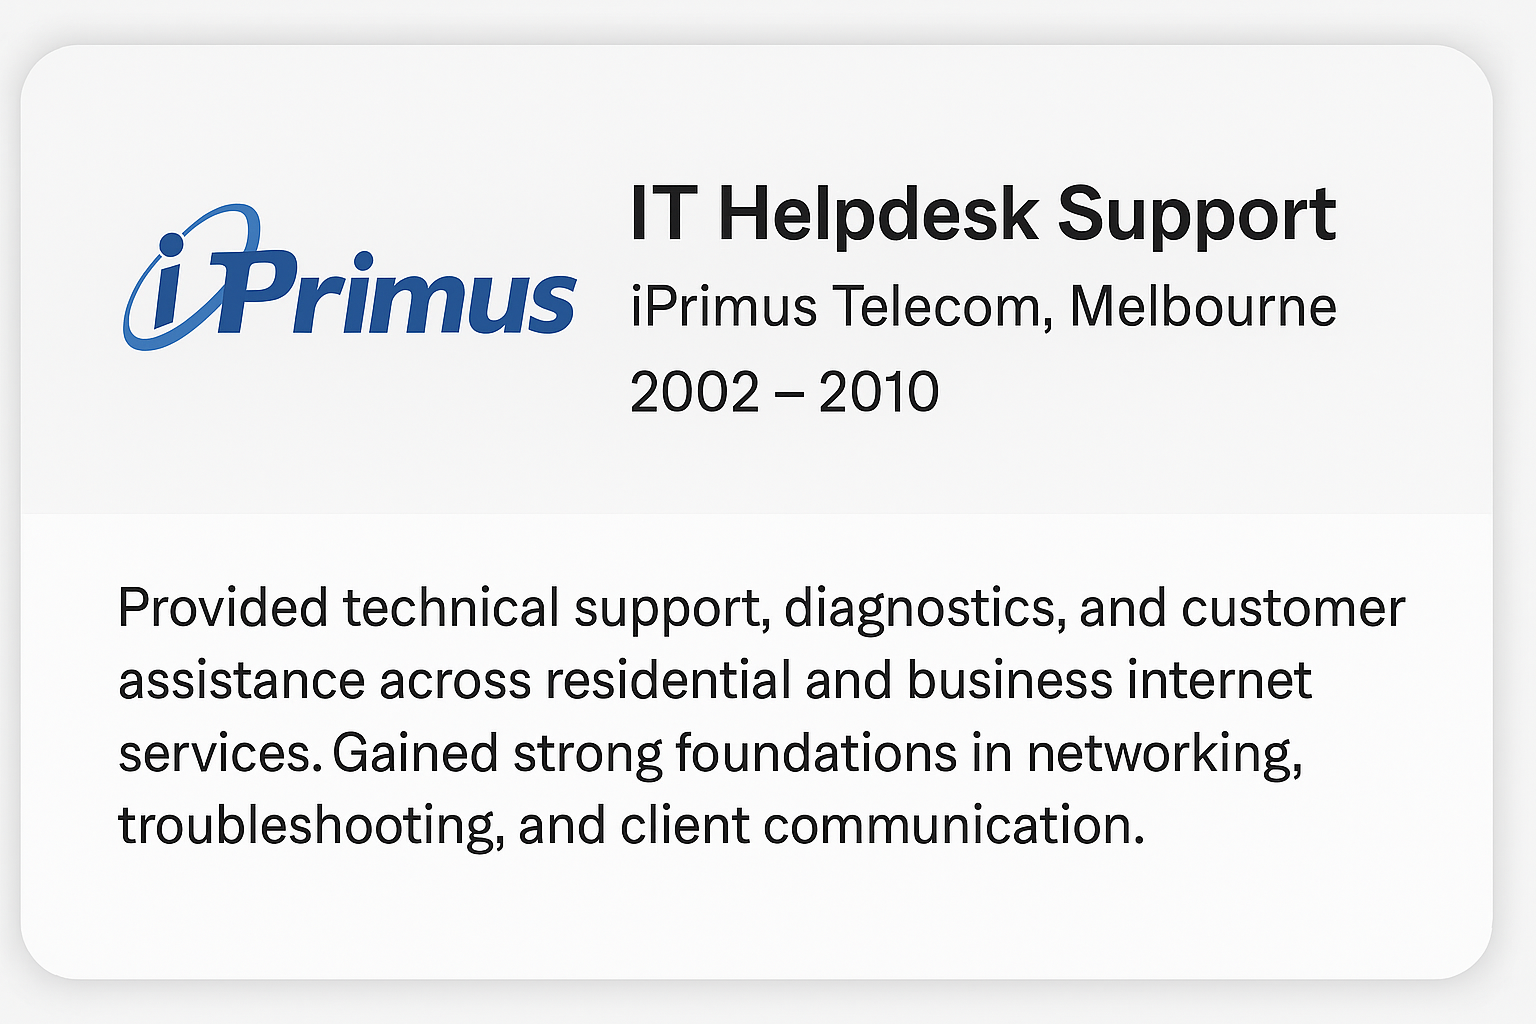 iPrimus
IT Helpdesk Support
iPrimus Telecom, Melbourne
2002 – 2010
Provided technical support, diagnostics, and customer
assistance across residential and business internet
services. Gained strong foundations in networking,
troubleshooting, and client communication.